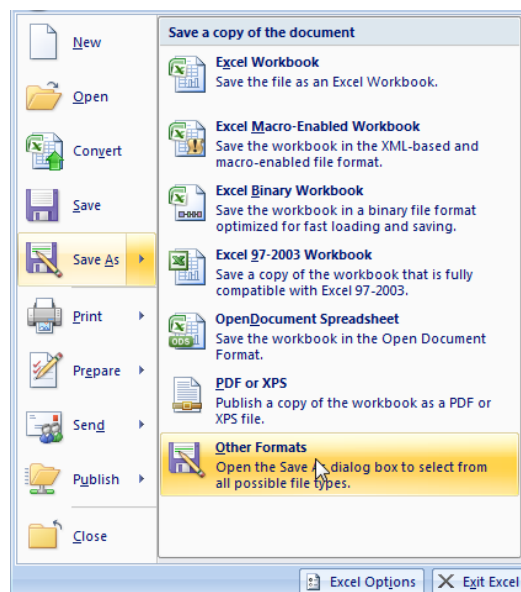 New
Open
Convert
Save
Save As
Print
Prepare
Send
Publish
Close
Save a copy of the document
Excel Workbook
Save the file as an Excel Workbook.
Excel Macro-Enabled Workbook
Save the workbook in the XML-based and
macro-enabled file format.
Excel Binary Workbook
Save the workbook in a binary file format
optimized for fast loading and saving.
Excel 97-2003 Workbook
Save a copy of the workbook that is fully
compatible with Excel 97-2003.
OpenDocument Spreadsheet
ODS
Save the workbook in the Open Document
Format.
PDF or XPS
Publish a copy of the workbook as a PDF or
XPS file.
Other Formats
Open the Save As dialog box to select from
all possible file types.
Excel Options
Exit Excel